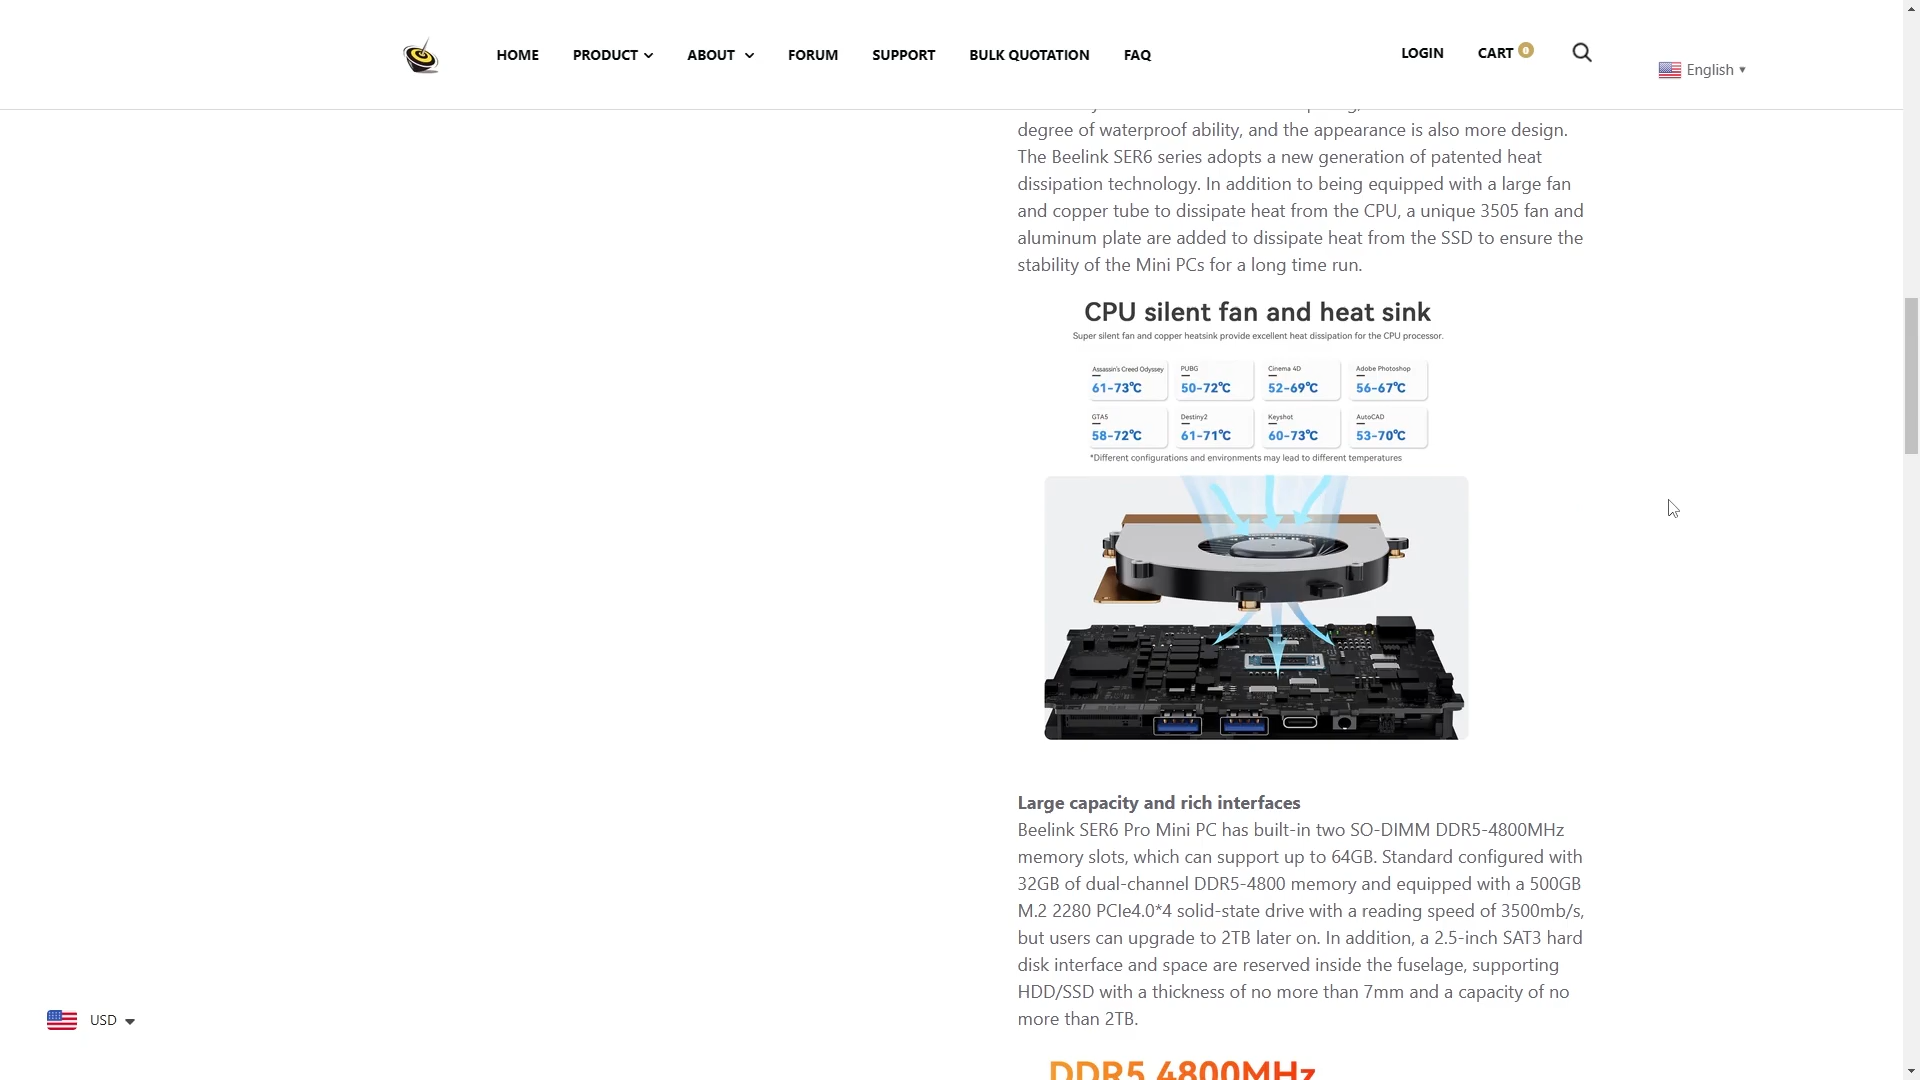 HOME
PRODUCT
ABOUT
FORUM
SUPPORT
BULK QUOTATION
FAQ
LOGIN
CART 0
English
degree of waterproof ability, and the appearance is also more design.
The Beelink SER6 series adopts a new generation of patented heat
dissipation technology. In addition to being equipped with a large fan
and copper tube to dissipate heat from the CPU, a unique 3505 fan and
aluminum plate are added to dissipate heat from the SSD to ensure the
stability of the Mini PCs for a long time run.
CPU silent fan and heat sink
Super silent fan and copper heatsink provide excellent heat dissipation for the CPU processor.
Assassin's Creed Odyssey
61-73℃
PUBG
50-72℃
Cinema 4D
52-69℃
Adobe Photoshop
56-67℃
GTA5
58-72℃
Destiny2
61-71℃
Keyshot
60-73℃
AutoCAD
53-70℃
*Different configurations and environments may lead to different temperatures
Large capacity and rich interfaces
Beelink SER6 Pro Mini PC has built-in two SO-DIMM DDR5-4800MHz
memory slots, which can support up to 64GB. Standard configured with
32GB of dual-channel DDR5-4800 memory and equipped with a 500GB
M.2 2280 PCIe4.0*4 solid-state drive with a reading speed of 3500mb/s,
but users can upgrade to 2TB later on. In addition, a 2.5-inch SAT3 hard
disk interface and space are reserved inside the fuselage, supporting
HDD/SSD with a thickness of no more than 7mm and a capacity of no
more than 2TB.
USD
DDR5 4800MHz